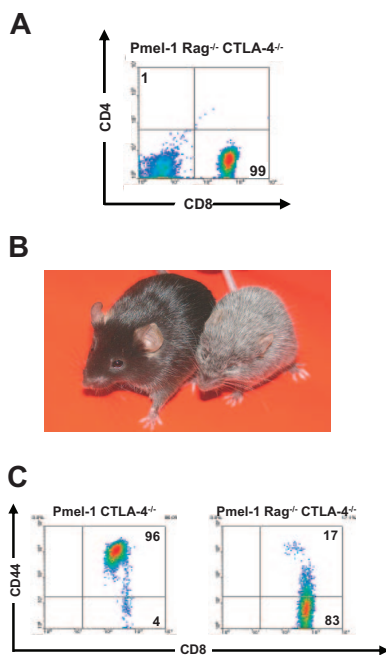 A
Pmel-1 Rag-/- CTLA-4-/-
1
CD4
99
CD8
B
C
Pmel-1 CTLA-4-/-
Pmel-1 Rag-/- CTLA-4-/-
96
17
CD44
4
83
CD8